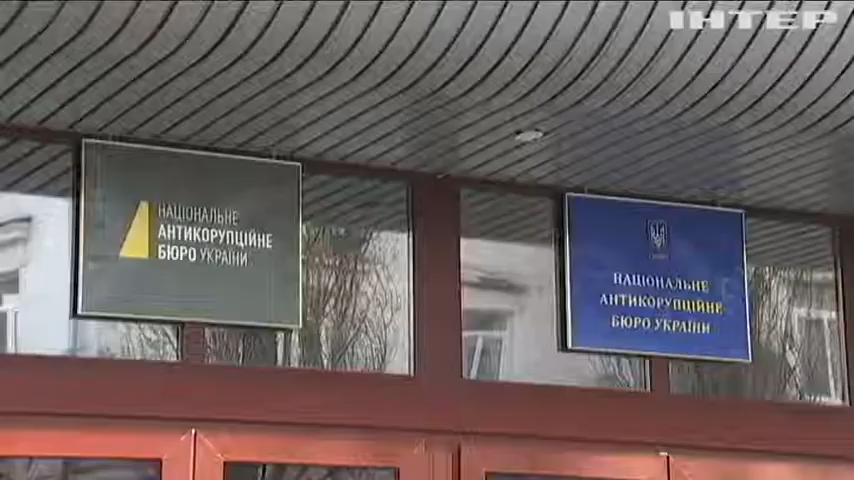 ІНТЕР
НАЦІОНАЛЬНЕ
АНТИКОРУПЦІЙНЕ
БЮРО УКРАЇНИ
НАЦІОНАЛЬНЕ
АНТИКОРУПЦІЙНЕ
БЮРО УКРАЇНИ